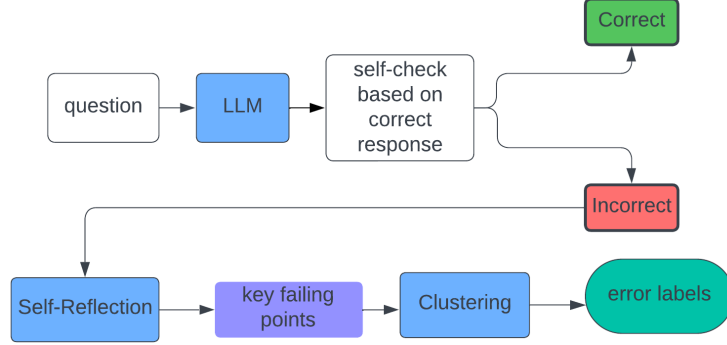 Correct
question
LLM
self-check
based on
correct
response
Incorrect
Self-Reflection
key failing
points
Clustering
error labels